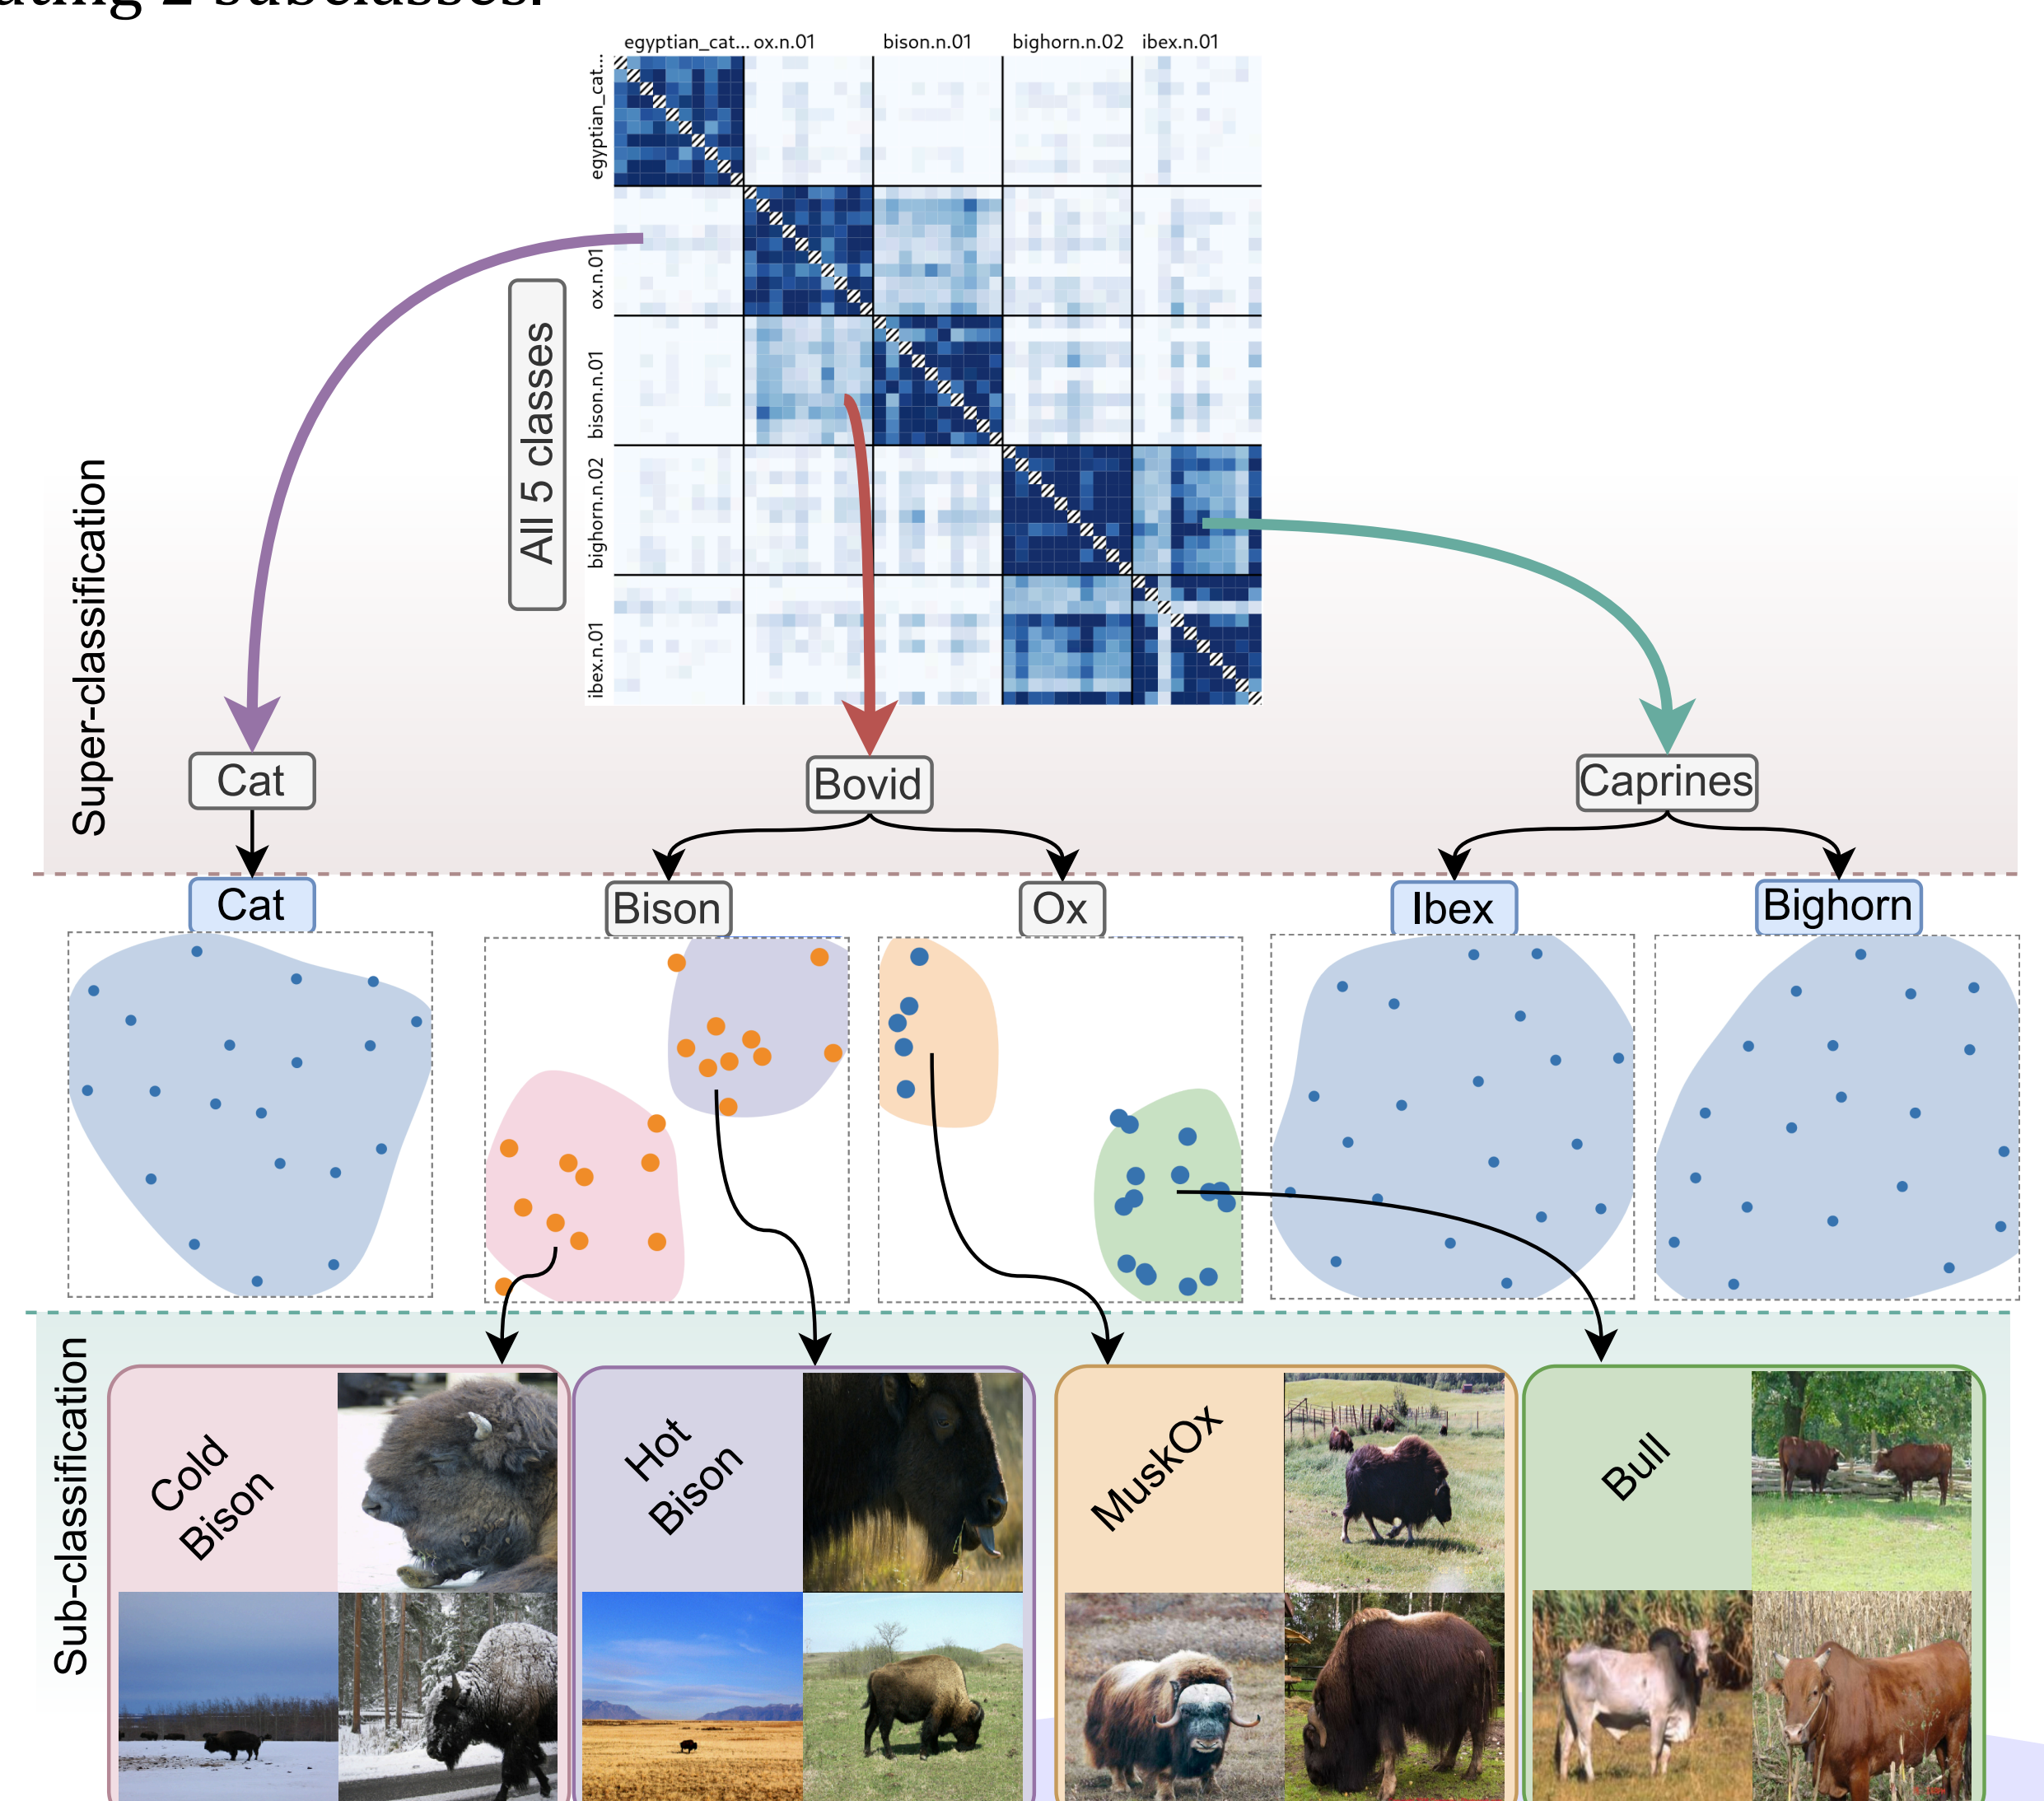 2 subclasses.
egyptian_cat... ox.n.01 bison.n.01 bighorn.n.02 ibex.n.01
egyptian_cat...
ox.n.01
bison.n.01
bighorn.n.02
ibex.n.01
All 5 classes
Super-classification
Cat
Bovid
Caprines
Cat
Bison
Ox
Ibex
Bighorn
Sub-classification
Cold
Bison
Hot
Bison
MuskOx
Bull